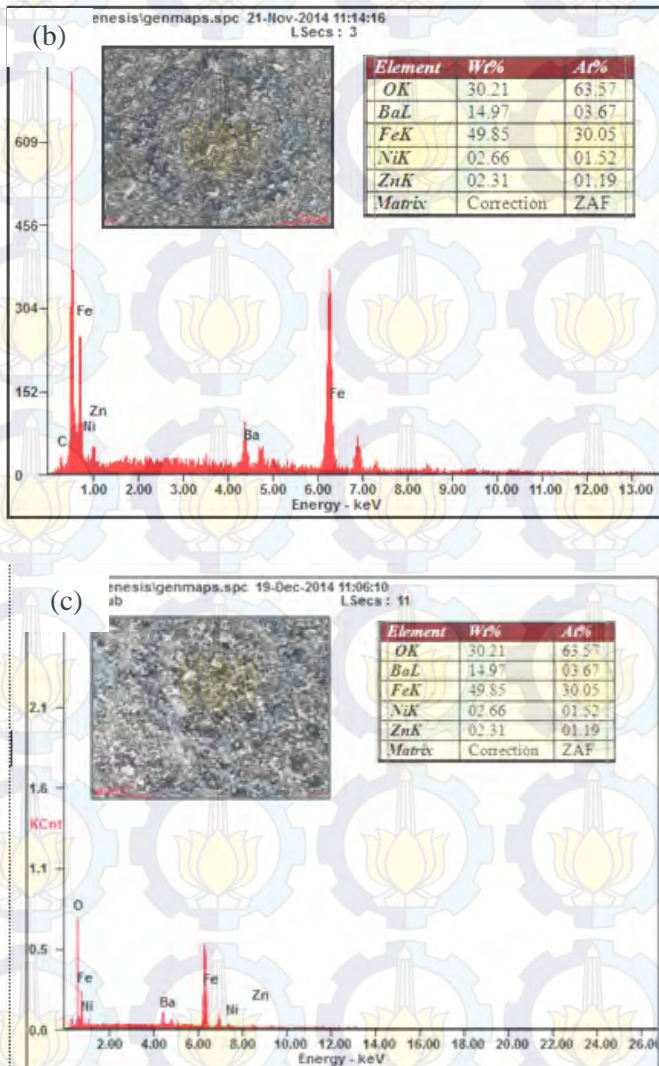 (b) enesis\genmaps.spc 21-Nov-2014 11:14:16
LSecs : 3
Element Wt% At%
OK 30.21 63.57
BaL 14.97 03.67
FeK 49.85 30.05
NiK 02.66 01.52
ZnK 02.31 01.19
Matrix Correction ZAF
609
456
304
152
0
Fe
Zn
Ni
C
Ba
Fe
1.00 2.00 3.00 4.00 5.00 6.00 7.00 8.00 9.00 10.00 11.00 12.00 13.00
Energy - keV
(c) enesis\genmaps.spc 19-Dec-2014 11:06:10
ub LSecs : 11
Element Wt% At%
OK 30.21 63.57
BaL 14.97 03.67
FeK 49.85 30.05
NiK 02.66 01.52
ZnK 02.31 01.19
Matrix Correction ZAF
2.1
1.6
KCnt
1.1
0.5
0.0
O
Fe
Ni
Ba
Fe
Ni
Zn
2.00 4.00 6.00 8.00 10.00 12.00 14.00 16.00 18.00 20.00 22.00 24.00 26.0
Energy - keV